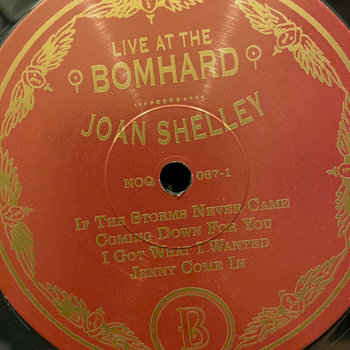 LIVE AT THE
BOMHARD
JOAN SHELLEY
NOQ 067-1
IF THE STORMS NEVER CAME
COMING DOWN FOR YOU
I GOT WHAT I WANTED
JENNY COME IN
B